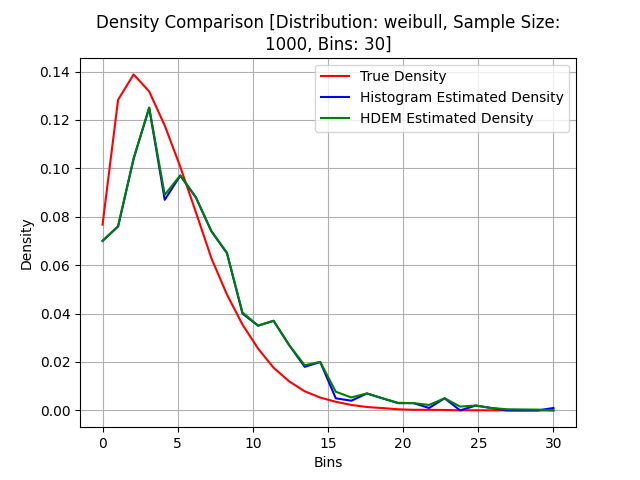 Density Comparison [Distribution: weibull, Sample Size:
1000, Bins: 30]
True Density
Histogram Estimated Density
HDEM Estimated Density
Density
0.14
0.12
0.10
0.08
0.06
0.04
0.02
0.00
0 5 10 15 20 25 30
Bins